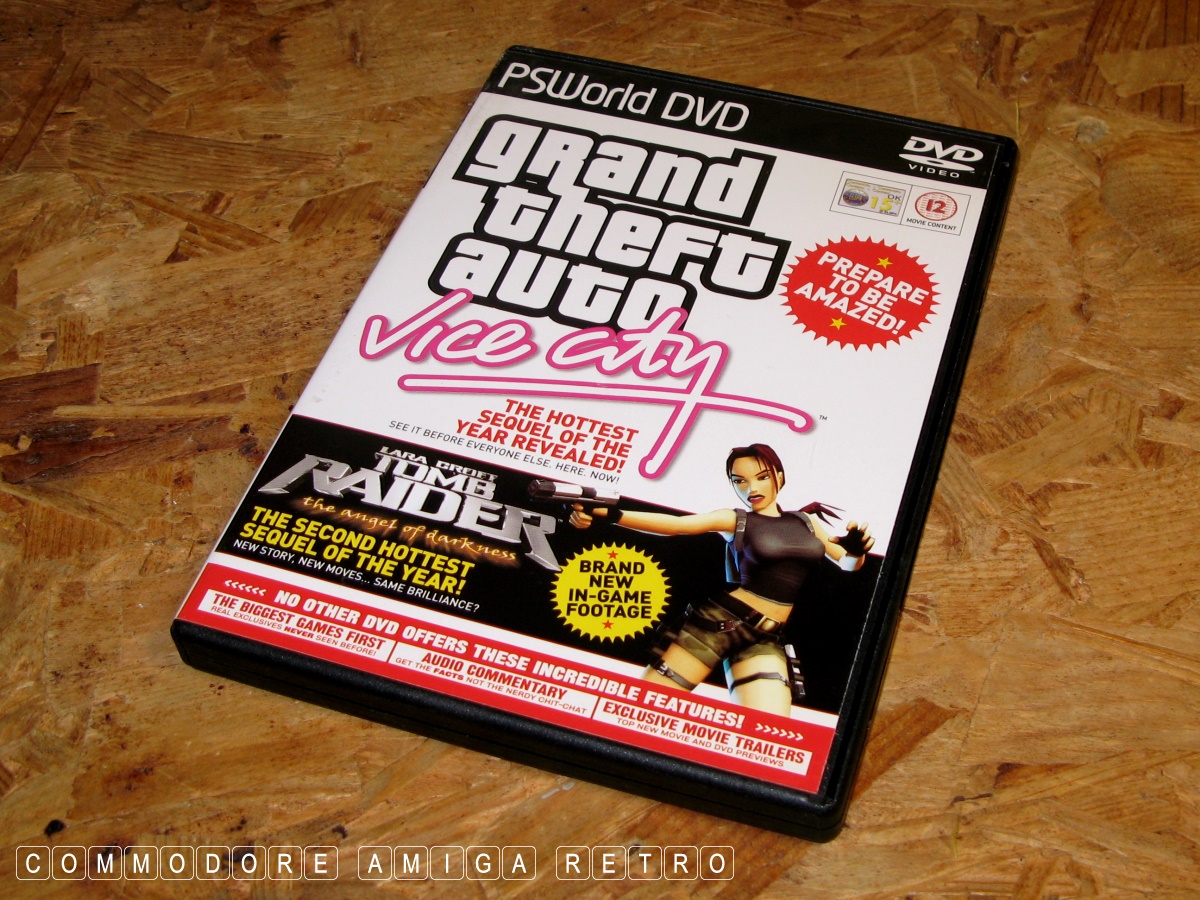 PSWorld DVD
DVD
VIDEO
grand
theft
auto
vice city
™
OK
15
12
MOVIE CONTENT
PREPARE
TO BE
AMAZED!
THE HOTTEST
SEQUEL OF THE
YEAR REVEALED!
SEE IT BEFORE EVERYONE ELSE. HERE. NOW!
LARA CROFT
TOMB
RAIDER
the angel of darkness
THE SECOND HOTTEST
SEQUEL OF THE YEAR!
NEW STORY, NEW MOVES... SAME BRILLIANCE?
BRAND
NEW
IN-GAME
FOOTAGE
<<<<<< NO OTHER DVD OFFERS THESE INCREDIBLE FEATURES! >>>>>>
THE BIGGEST GAMES FIRST
REAL EXCLUSIVES NEVER SEEN BEFORE!
AUDIO COMMENTARY
GET THE FACTS NOT THE NERDY CHIT-CHAT
EXCLUSIVE MOVIE TRAILERS
TOP NEW MOVIE AND DVD PREVIEWS
COMMODORE AMIGA RETRO